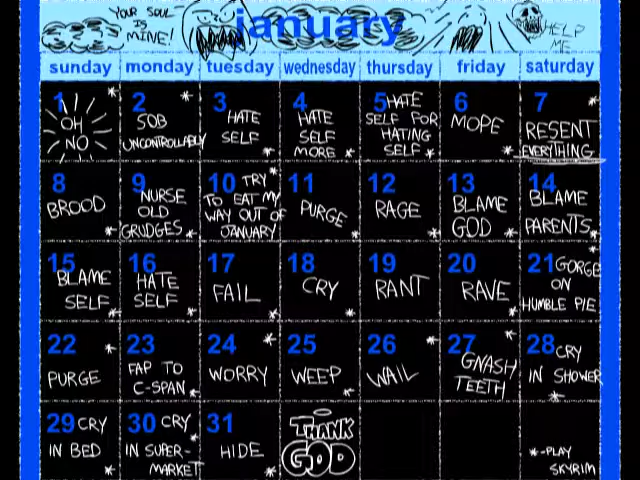 YOUR SOUL
IS
MINE!
january
HELP
ME
sunday monday tuesday wednesday thursday friday saturday
1 *
OH
NO
2 *
SOB
UNCONTROLLABLY
3
HATE
SELF
*
4
HATE
SELF
MORE *
5 HATE
SELF FOR
HATING
SELF *
6
MOPE
*
7 *
RESENT
EVERYTHING
8
BROOD
*
9
NURSE
OLD
GRUDGES *
10 TRY *
TO EAT MY
WAY OUT OF
JANUARY
11
PURGE
*
12
RAGE
*
13
BLAME
GOD *
14
BLAME
PARENTS *
15
BLAME
SELF *
16
HATE
SELF *
17
FAIL
*
18
CRY
*
19
RANT
*
20
RAVE
*
21 GORGE *
ON
HUMBLE PIE
22 *
PURGE
23
FAP TO
C-SPAN *
24 *
WORRY
25
WEEP
*
26 *
WAIL
27 *
GNASH
TEETH
28 CRY
IN SHOWER
*
29 CRY
IN BED
*
30 CRY *
IN SUPER-
MARKET
31
HIDE
*
THANK
GOD
*-PLAY
SKYRIM